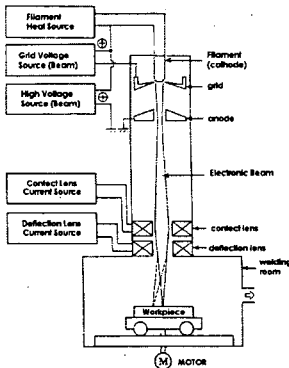 Filament
Heat Source
Grid Voltage
Source (Beam)
High Voltage
Source (Beam)
Filament
(cathode)
grid
anode
Electronic Beam
Contect Lens
Current Source
Deflection Lens
Current Source
contect lens
deflection lens
welding
room
Workpiece
M
MOTOR